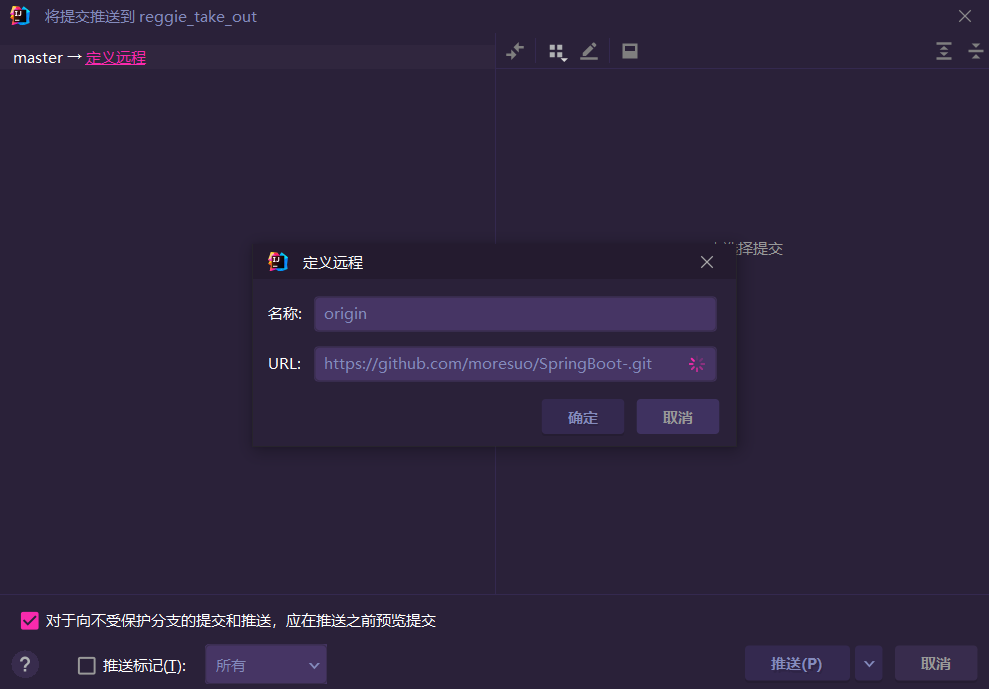 将提交推送到 reggie_take_out
master → 定义远程
择提交
定义远程
名称: origin
URL: https://github.com/moresuo/SpringBoot-.git
确定 取消
对于向不受保护分支的提交和推送，应在推送之前预览提交
? 推送标记(T): 所有 推送(P) 取消